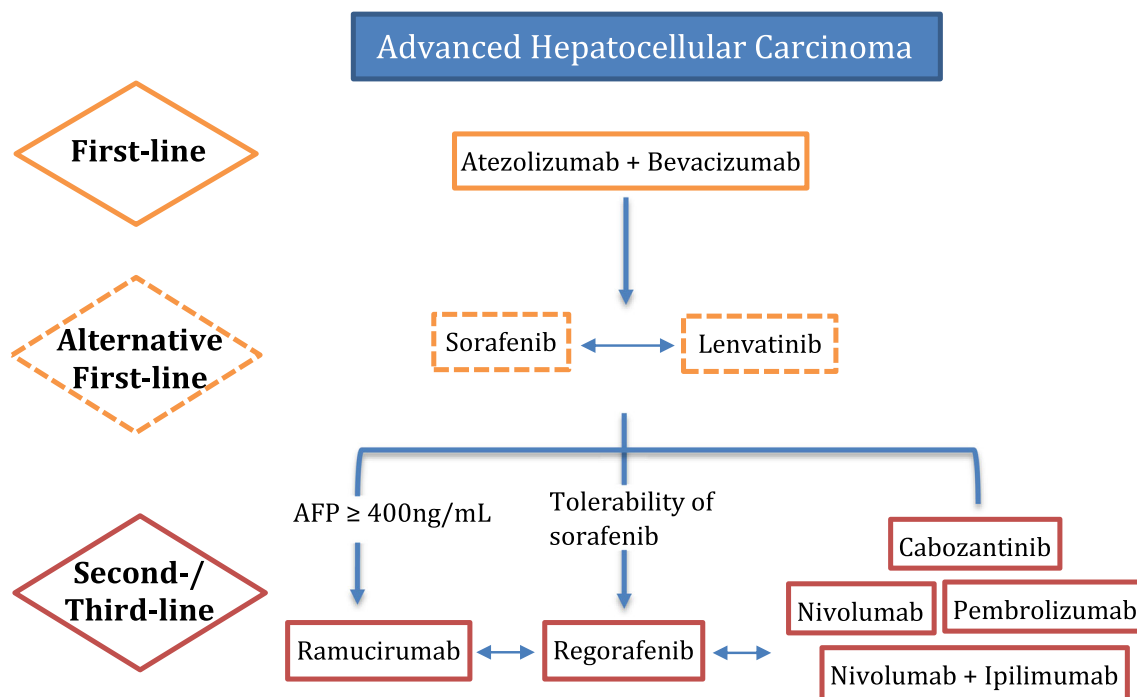 Advanced Hepatocellular Carcinoma
First-line
Atezolizumab + Bevacizumab
Alternative
First-line
Sorafenib
Lenvatinib
AFP ≥ 400ng/mL
Tolerability of
sorafenib
Second-/
Third-line
Cabozantinib
Nivolumab
Pembrolizumab
Ramucirumab
Regorafenib
Nivolumab + Ipilimumab